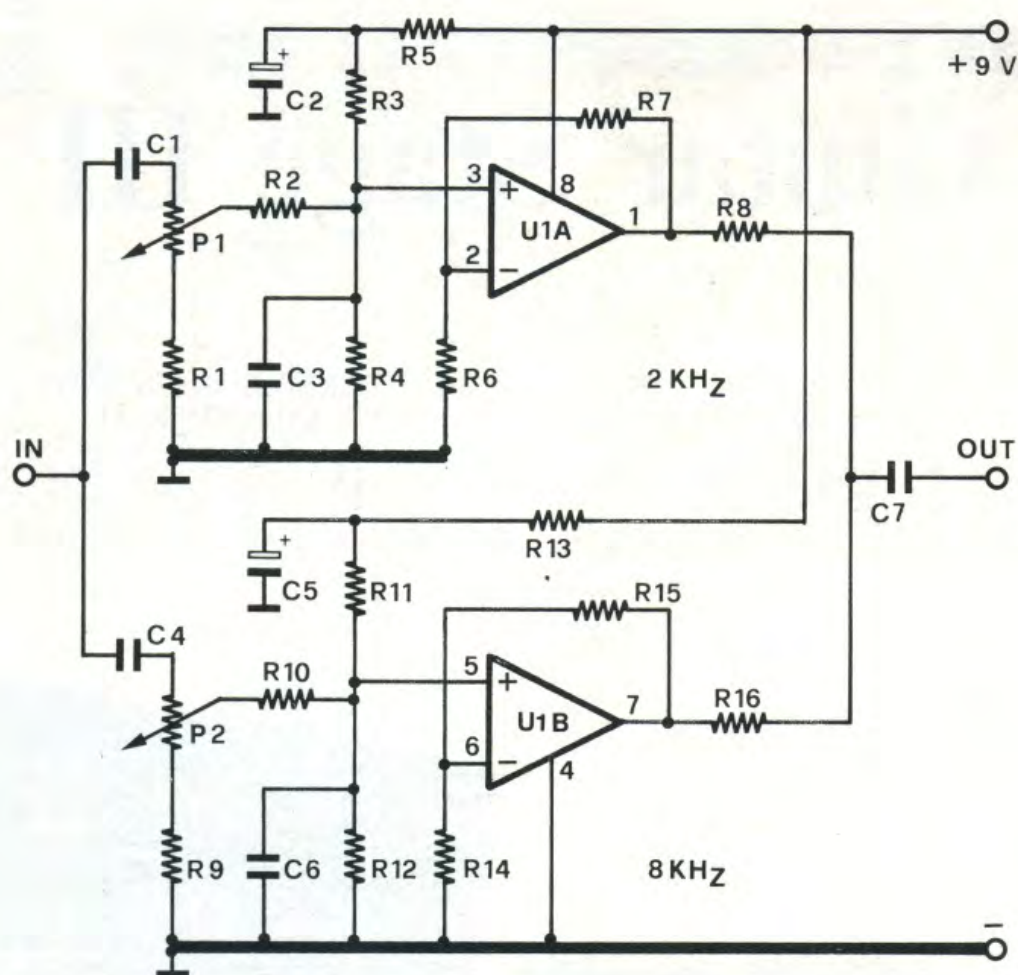 R5
+9 V
+
C2
R3
R7
C1
3
+
8
R2
U1A
1
R8
P1
2
−
R1
C3
R4
R6
2 KHz
IN
OUT
C7
R13
+
C5
R11
R15
C4
5
+
R10
7
R16
U1B
P2
6
−
4
R9
C6
R12
R14
8 KHz
−